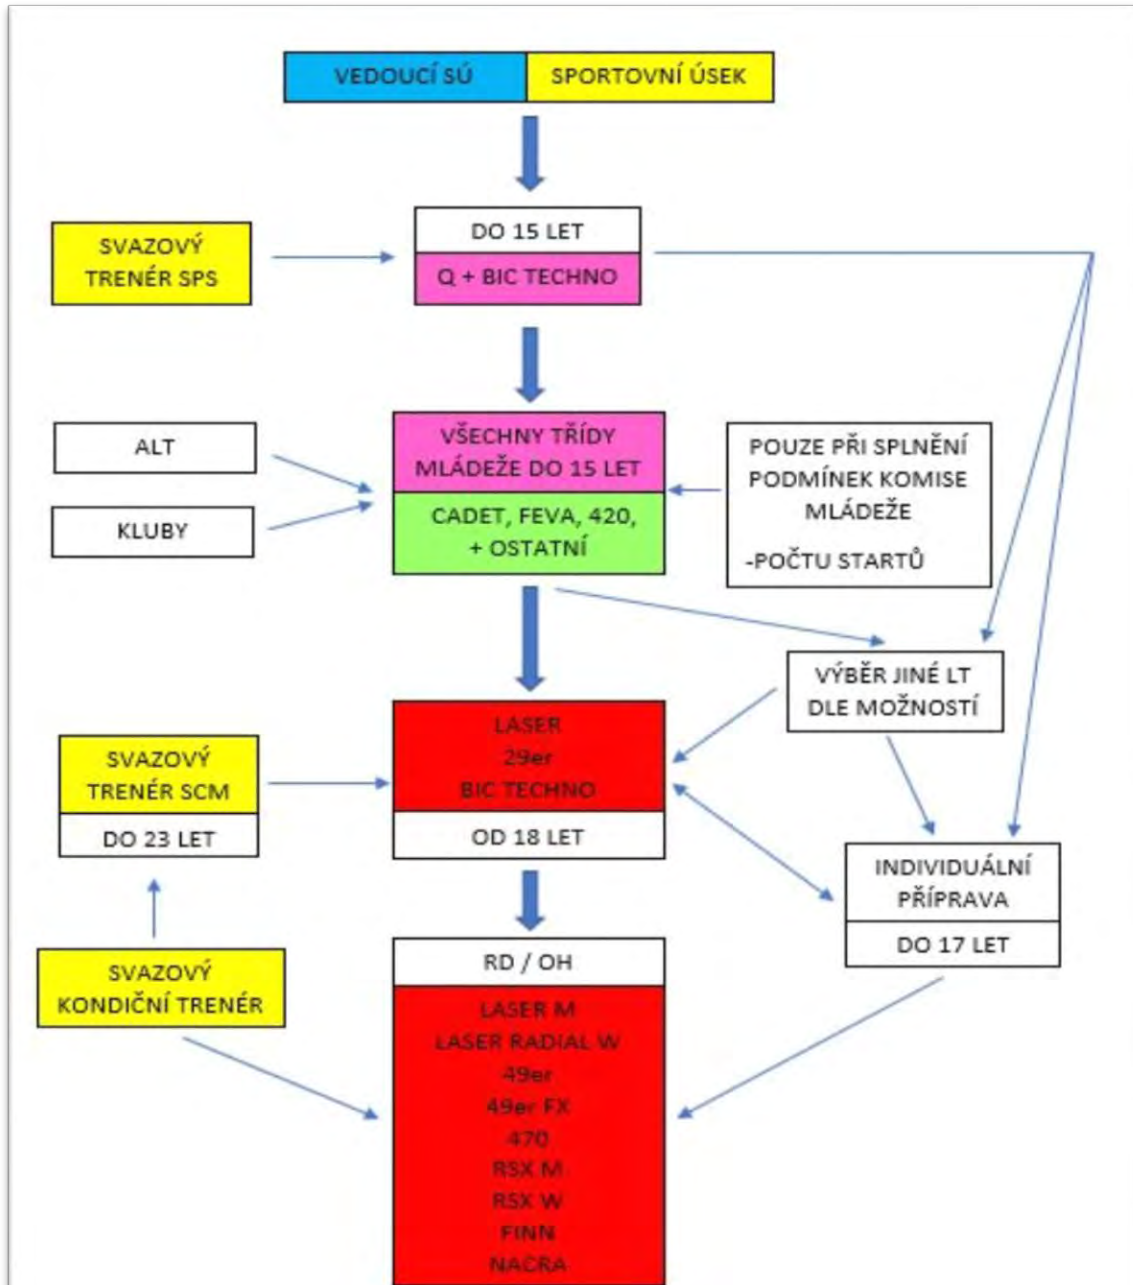 VEDOUCÍ SÚ
SPORTOVNÍ ÚSEK
DO 15 LET
Q + BIC TECHNO
SVAZOVÝ
TRENÉR SPS
VŠECHNY TŘÍDY
MLÁDEŽE DO 15 LET
CADET, FEVA, 420,
+ OSTATNÍ
ALT
KLUBY
POUZE PŘI SPLNĚNÍ
PODMÍNEK KOMISE
MLÁDEŽE
-POČTU STARTŮ
VÝBĚR JINÉ LT
DLE MOŽNOSTÍ
LASER
29er
BIC TECHNO
OD 18 LET
SVAZOVÝ
TRENÉR SCM
DO 23 LET
INDIVIDUÁLNÍ
PŘÍPRAVA
DO 17 LET
SVAZOVÝ
KONDIČNÍ TRENÉR
RD / OH
LASER M
LASER RADIAL W
49er
49er FX
470
RSX M
RSX W
FINN
NACRA